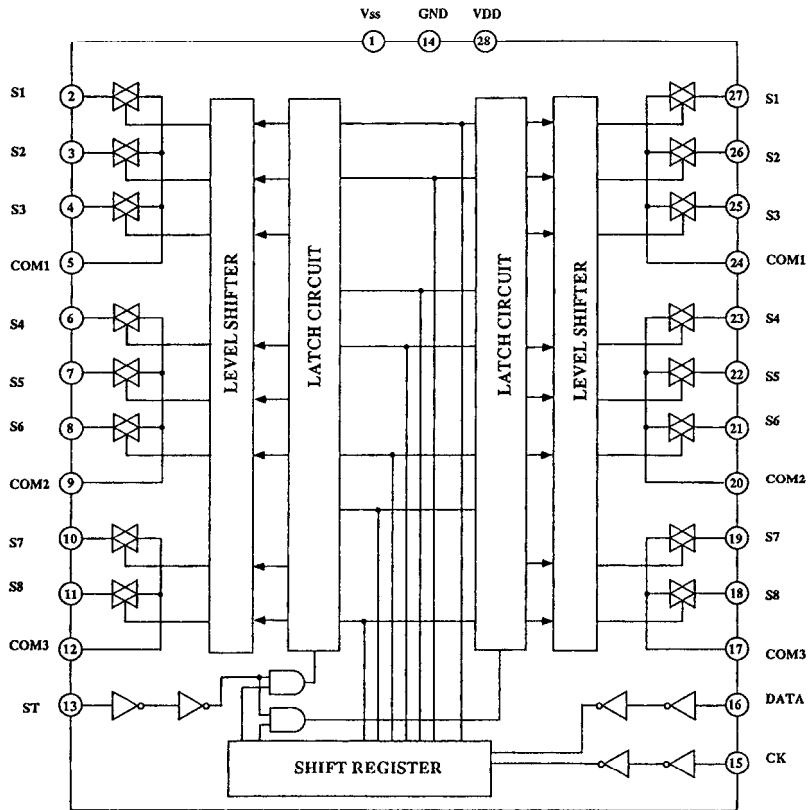 Vss GND VDD
1 14 28
S1 2 27 S1
S2 3 26 S2
S3 4 25 S3
COM1 5 24 COM1
S4 6 23 S4
S5 7 22 S5
S6 8 21 S6
COM2 9 20 COM2
S7 10 19 S7
S8 11 18 S8
COM3 12 17 COM3
LEVEL SHIFTER
LATCH CIRCUIT
LATCH CIRCUIT
LEVEL SHIFTER
ST 13 16 DATA
15 CK
SHIFT REGISTER